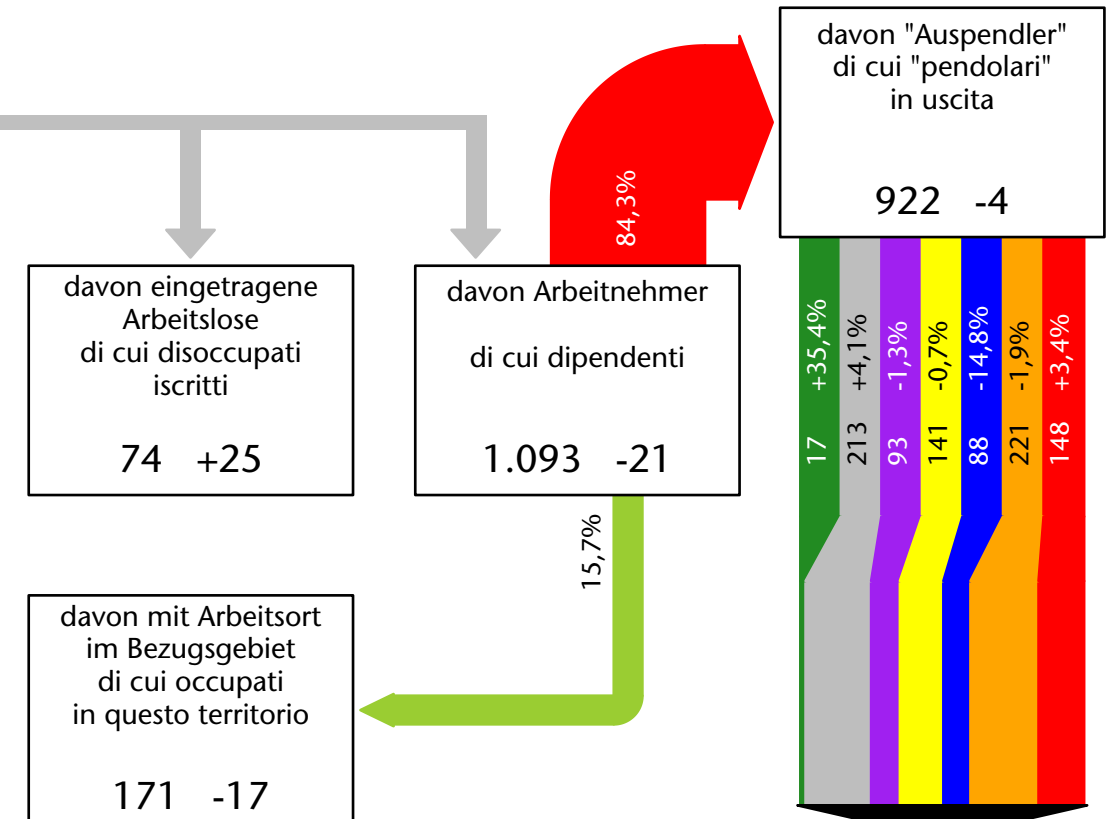 davon "Auspendler"
di cui "pendolari"
in uscita
922 -4
84,3%
davon eingetragene
Arbeitslose
di cui disoccupati
iscritti
74 +25
davon Arbeitnehmer
di cui dipendenti
1.093 -21
17 +35,4%
213 +4,1%
93 -1,3%
141 -0,7%
88 -14,8%
221 -1,9%
148 +3,4%
15,7%
davon mit Arbeitsort
im Bezugsgebiet
di cui occupati
in questo territorio
171 -17